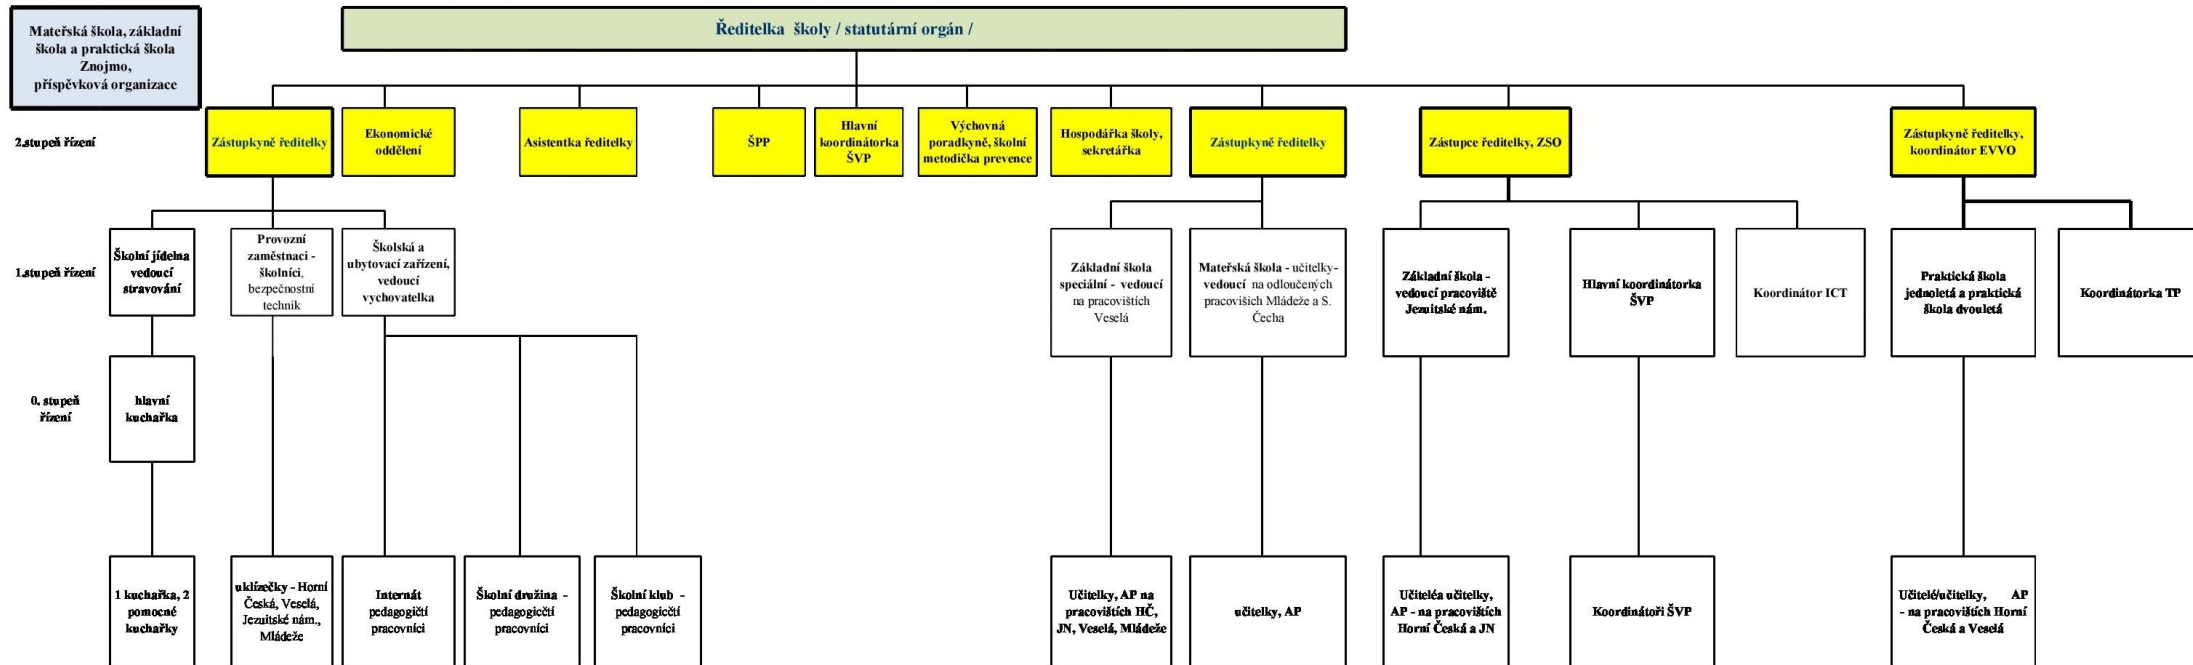 Mateřská škola, základní
škola a praktická škola
Znojmo,
příspěvková organizace
Ředitelka školy / statutární orgán /
2.stupeň řízení
Zástupkyně ředitelky
Ekonomické
oddělení
Asistentka ředitelky
ŠPP
Hlavní
koordinátorka
ŠVP
Výchovná
poradkyně, školní
metodička prevence
Hospodářka školy,
sekretářka
Zástupkyně ředitelky
Zástupce ředitelky, ZSO
Zástupkyně ředitelky,
koordinátor EVVO
1.stupeň řízení
Školní jídelna
vedoucí
stravování
Provozní
zaměstnaci -
školníci,
bezpečnostní
technik
Školská a
ubytovací zařízení,
vedoucí
vychovatelka
Základní škola
speciální - vedoucí
na pracovištích
Veselá
Mateřská škola - učitelky-
vedoucí na odloučených
pracovišich Mládeže a S.
Čecha
Základní škola -
vedoucí pracoviště
Jezuitské nám.
Hlavní koordinátorka
ŠVP
Koordinátor ICT
Praktická škola
jednoletá a praktická
škola dvouletá
Koordinátorka TP
0. stupeň
řízení
hlavní
kuchařka
1 kuchařka, 2
pomocné
kuchařky
uklízečky - Horní
Česká, Veselá,
Jezuitské nám.,
Mládeže
Internát
pedagogičtí
pracovníci
Školní družina -
pedagogičtí
pracovníci
Školní klub -
pedagogičtí
pracovníci
Učitelky, AP na
pracovištích HČ,
JN, Veselá, Mládeže
učitelky, AP
Učiteléa učitelky,
AP - na pracovištích
Horní Česká a JN
Koordinátoři ŠVP
Učitelé/učitelky, AP
- na pracovištích Horní
Česká a Veselá